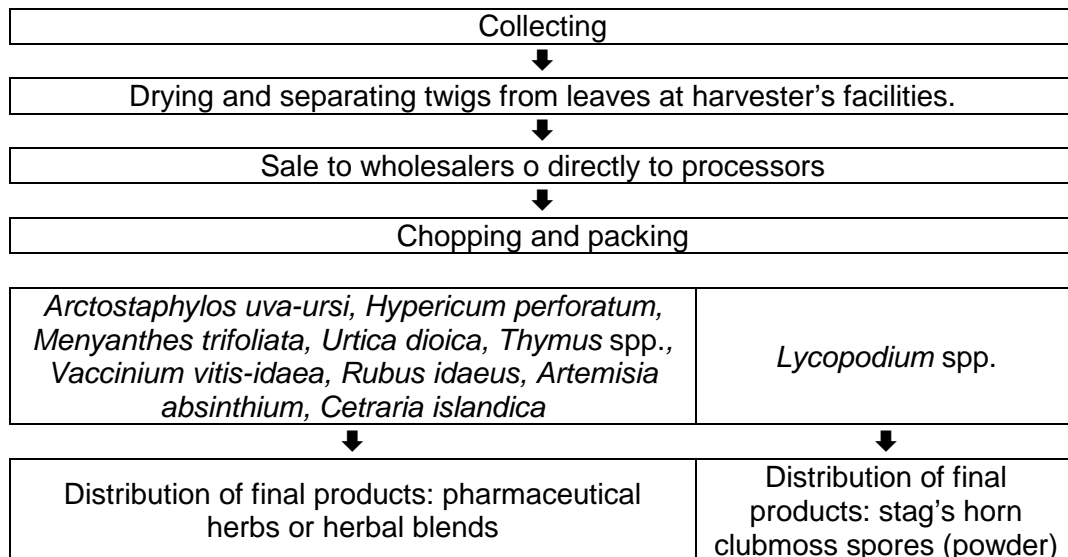 Collecting
Drying and separating twigs from leaves at harvester's facilities.
Sale to wholesalers o directly to processors
Chopping and packing
Arctostaphylos uva-ursi, Hypericum perforatum,
Menyanthes trifoliata, Urtica dioica, Thymus spp.,
Vaccinium vitis-idaea, Rubus idaeus, Artemisia
absinthium, Cetraria islandica
Lycopodium spp.
Distribution of final products: pharmaceutical
herbs or herbal blends
Distribution of final
products: stag's horn
clubmoss spores (powder)